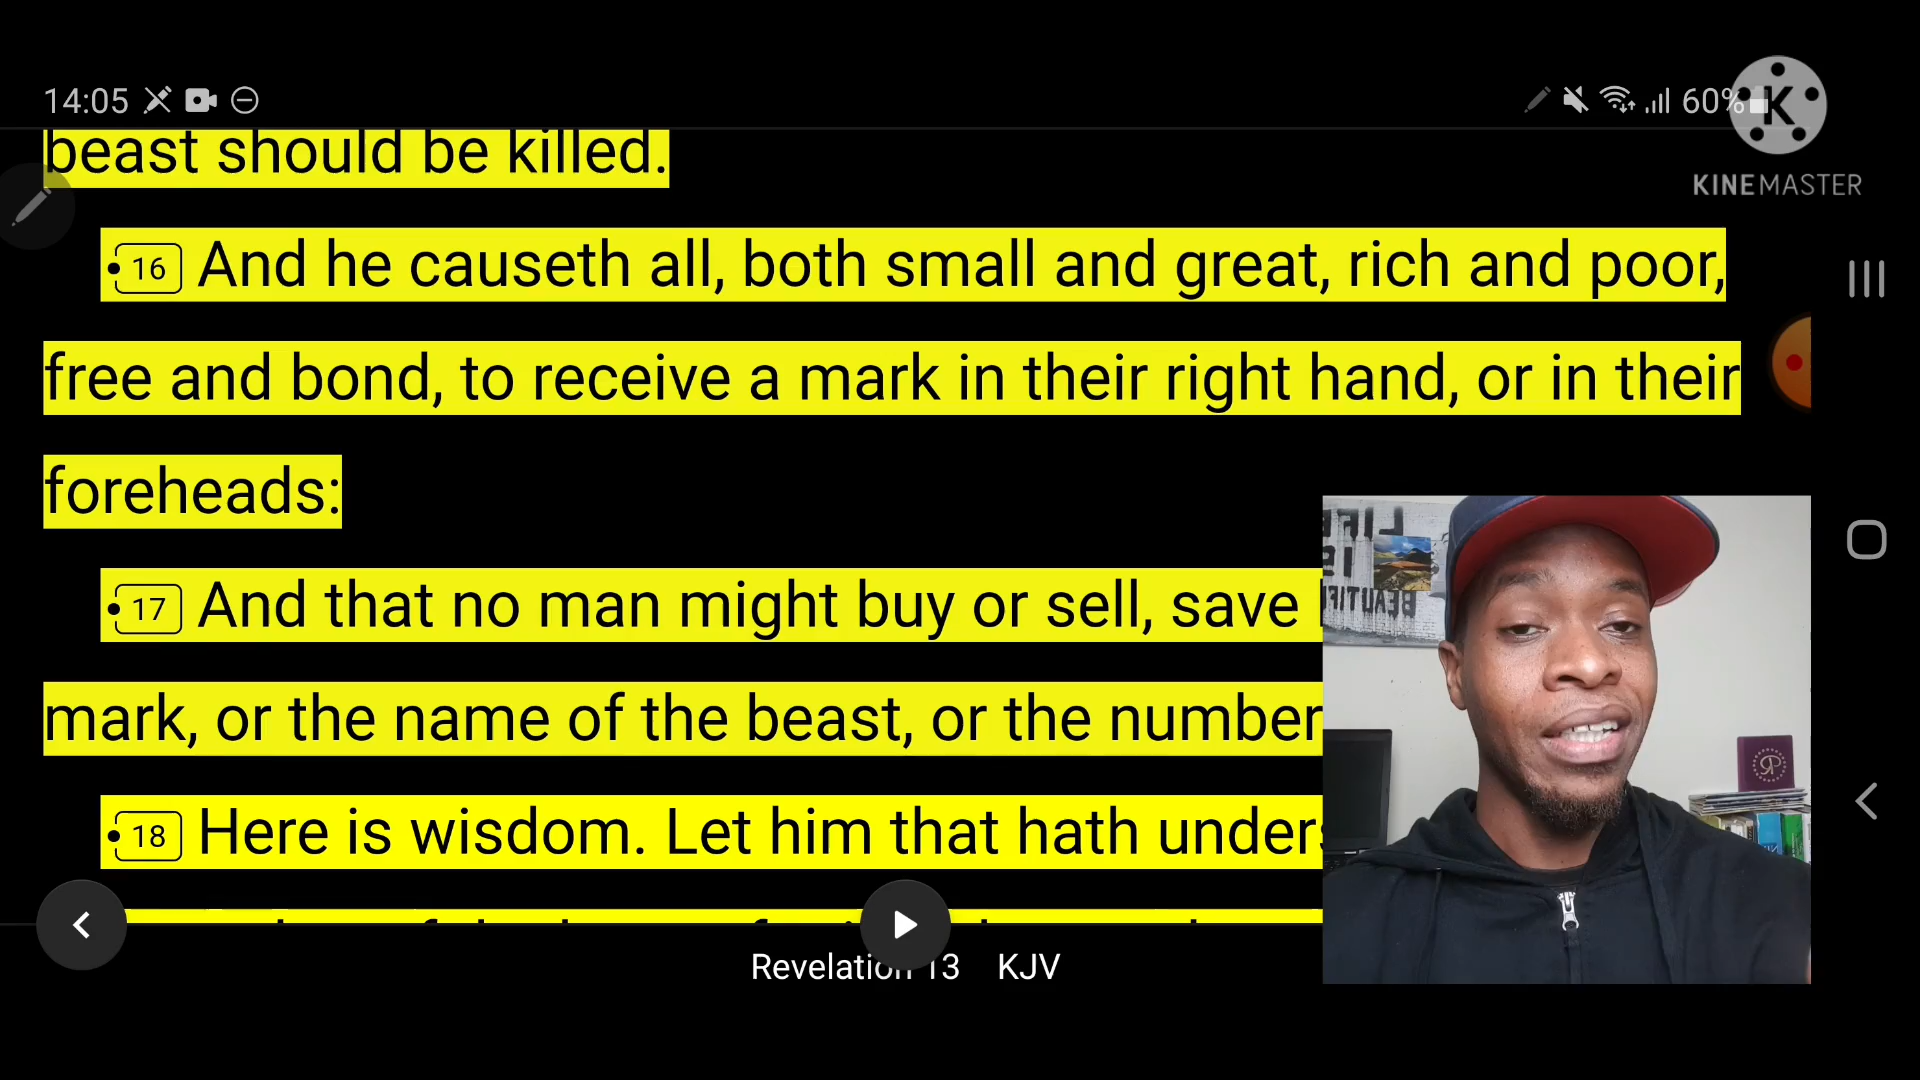 14:05
60%
KINEMASTER
beast should be killed.
16 And he causeth all, both small and great, rich and poor,
free and bond, to receive a mark in their right hand, or in their
foreheads:
17 And that no man might buy or sell, save
mark, or the name of the beast, or the number
18 Here is wisdom. Let him that hath
Revelation 13 KJV
LIFE
IS